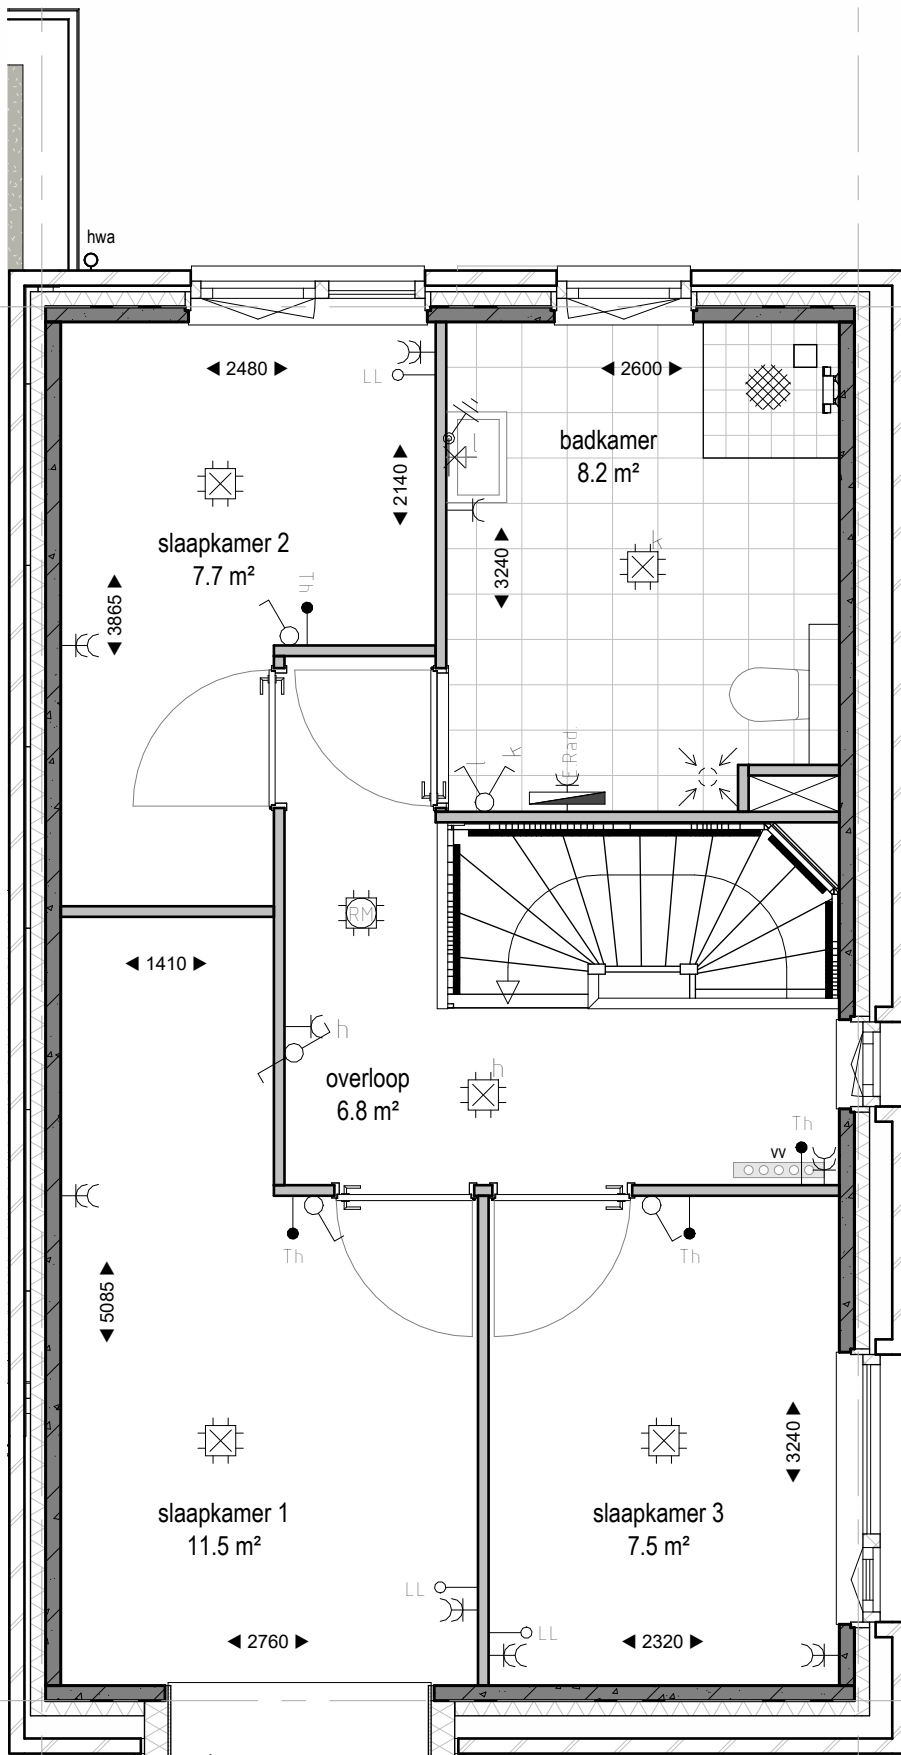 hwa
2480
2600
LL
badkamer
8.2 m²
2140
slaapkamer 2
7.7 m²
k
3240
Th
3865
l
k
E.Rad.
RM
1410
h
overloop
6.8 m²
h
Th
vv
Th
Th
5085
3240
slaapkamer 1
11.5 m²
slaapkamer 3
7.5 m²
LL
LL
2760
2320